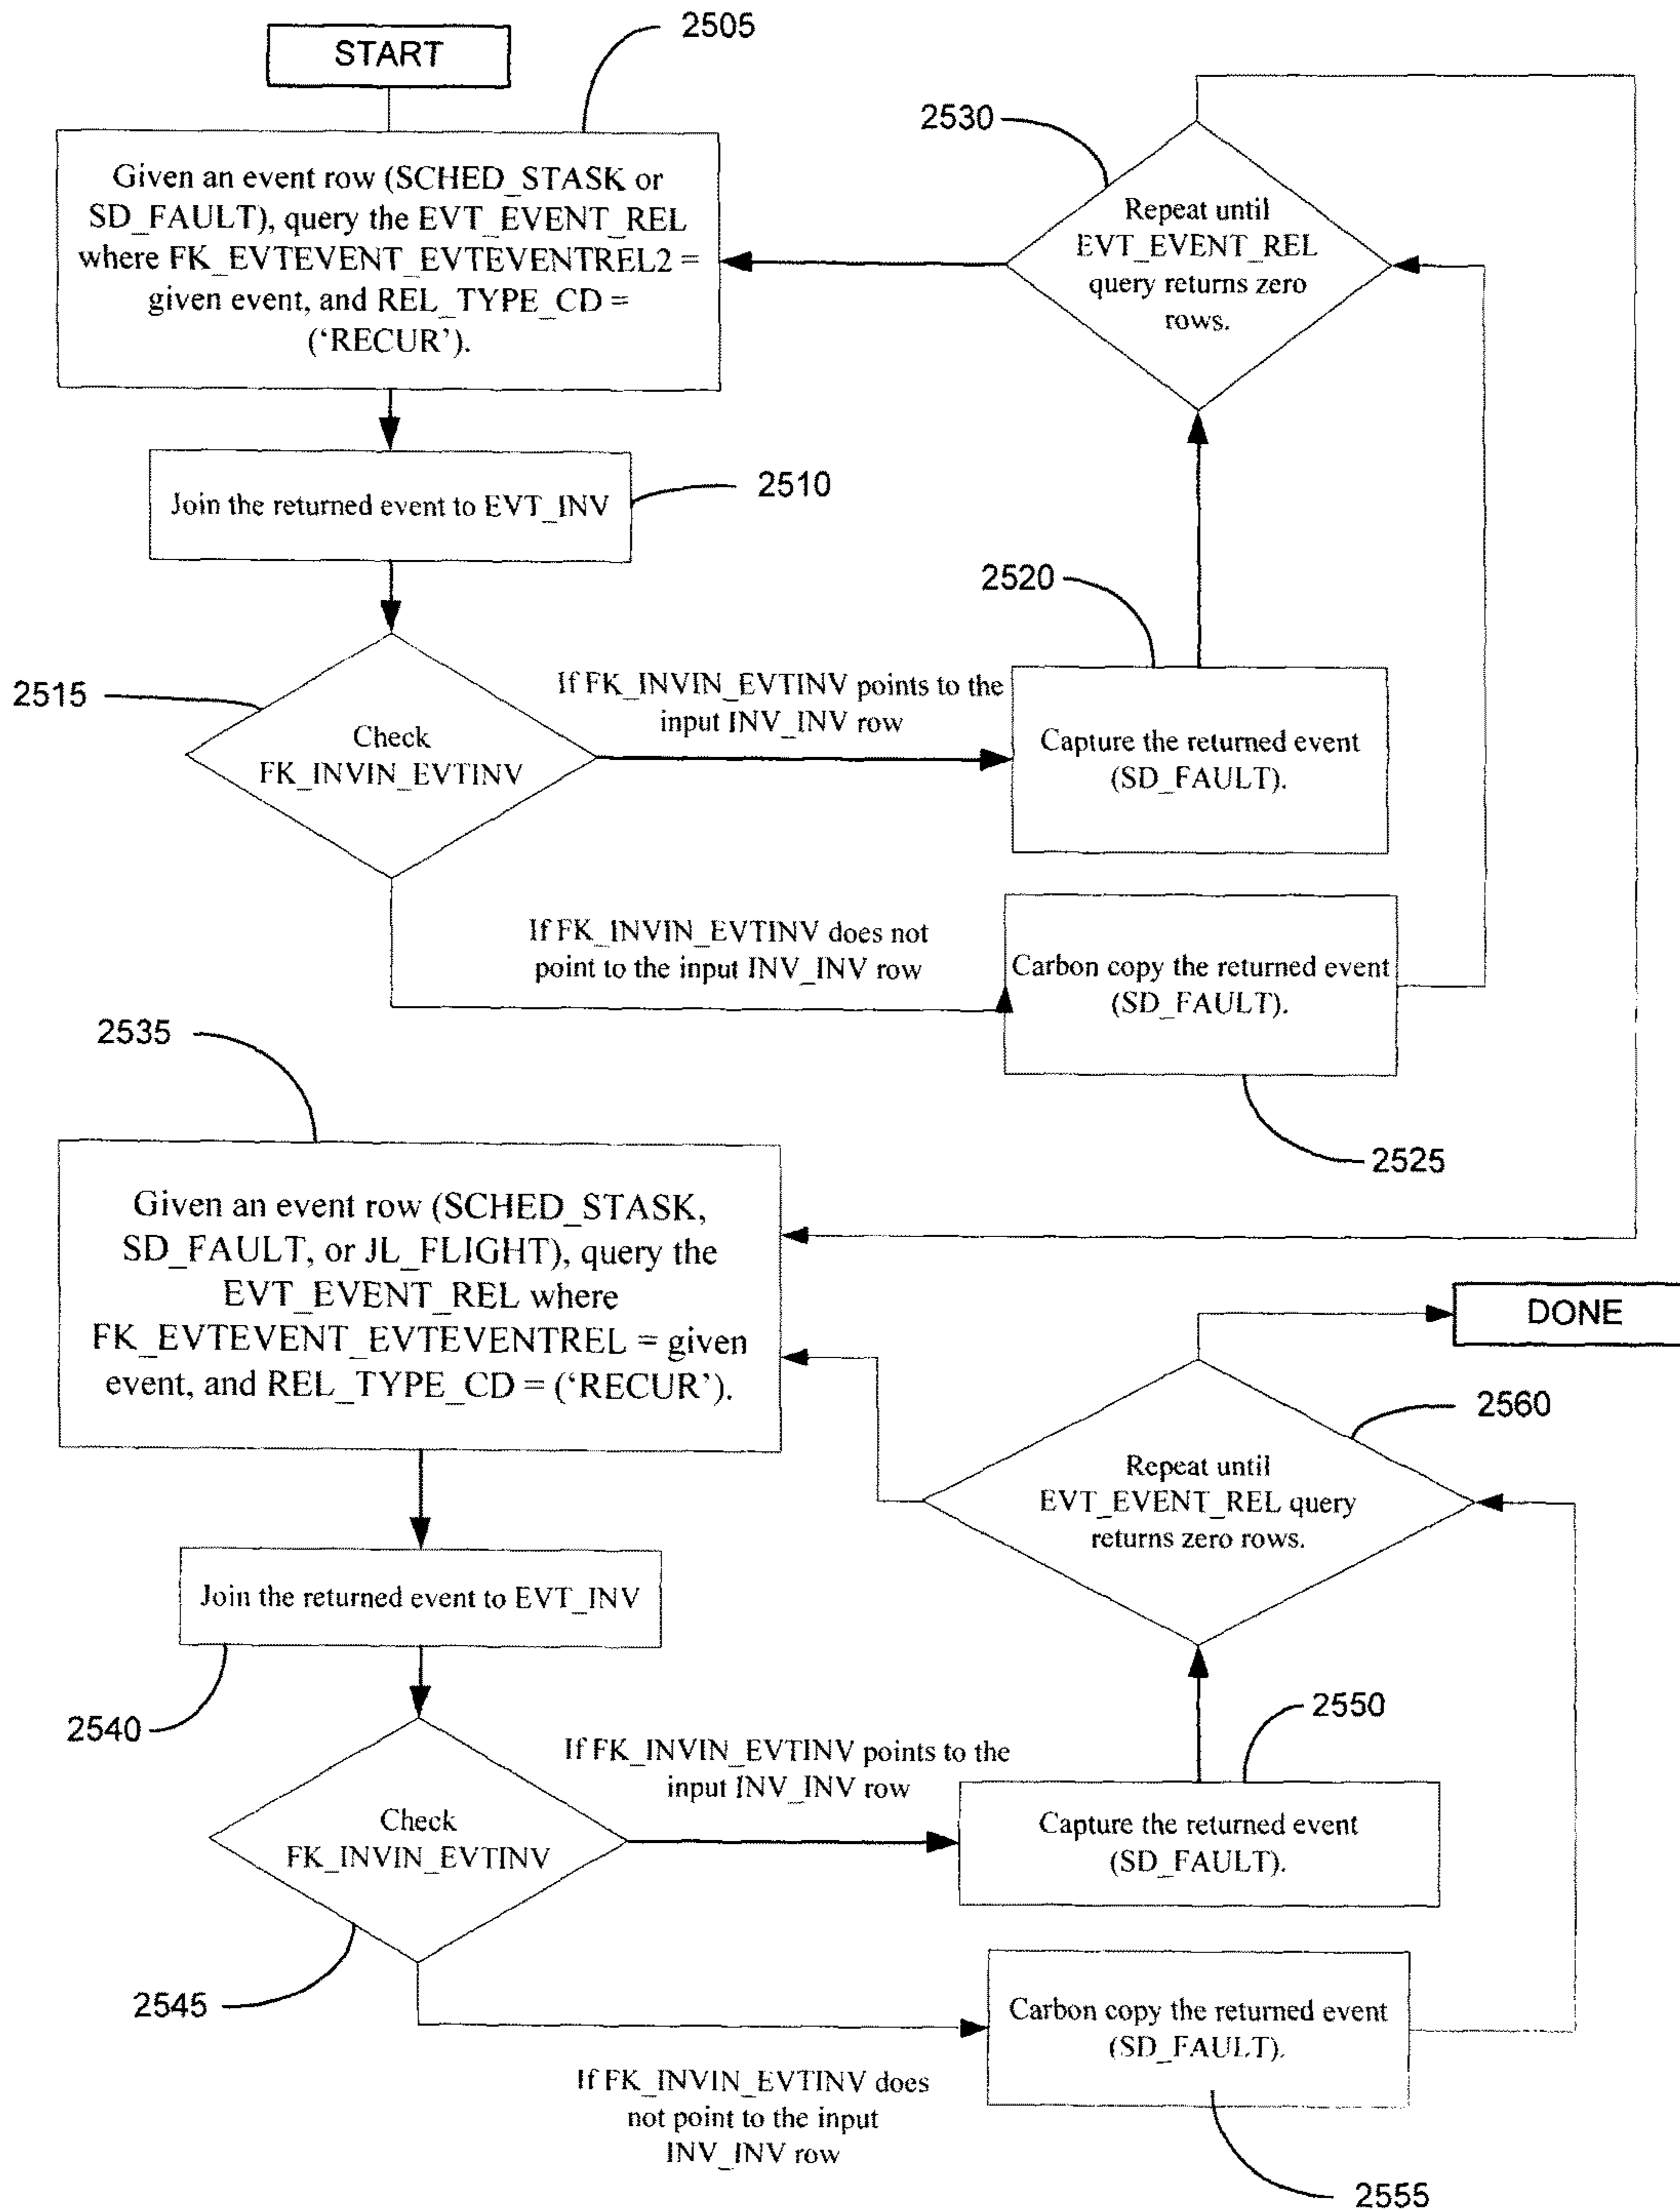 START
2505
Given an event row (SCHED_STASK or
SD_FAULT), query the EVT_EVENT_REL
where FK_EVTEVENT_EVTEVENTREL2 =
given event, and REL_TYPE_CD =
(‘RECUR’).
2530
Repeat until
EVT_EVENT_REL
query returns zero
rows.
Join the returned event to EVT_INV
2510
2515
Check
FK_INVIN_EVTINV
If FK_INVIN_EVTINV points to the
input INV_INV row
2520
Capture the returned event
(SD_FAULT).
If FK_INVIN_EVTINV does not
point to the input INV_INV row
Carbon copy the returned event
(SD_FAULT).
2525
2535
Given an event row (SCHED_STASK,
SD_FAULT, or JL_FLIGHT), query the
EVT_EVENT_REL where
FK_EVTEVENT_EVTEVENTREL = given
event, and REL_TYPE_CD = (‘RECUR’).
DONE
2560
Repeat until
EVT_EVENT_REL query
returns zero rows.
Join the returned event to EVT_INV
2540
2545
Check
FK_INVIN_EVTINV
If FK_INVIN_EVTINV points to the
input INV_INV row
2550
Capture the returned event
(SD_FAULT).
If FK_INVIN_EVTINV does
not point to the input
INV_INV row
Carbon copy the returned event
(SD_FAULT).
2555